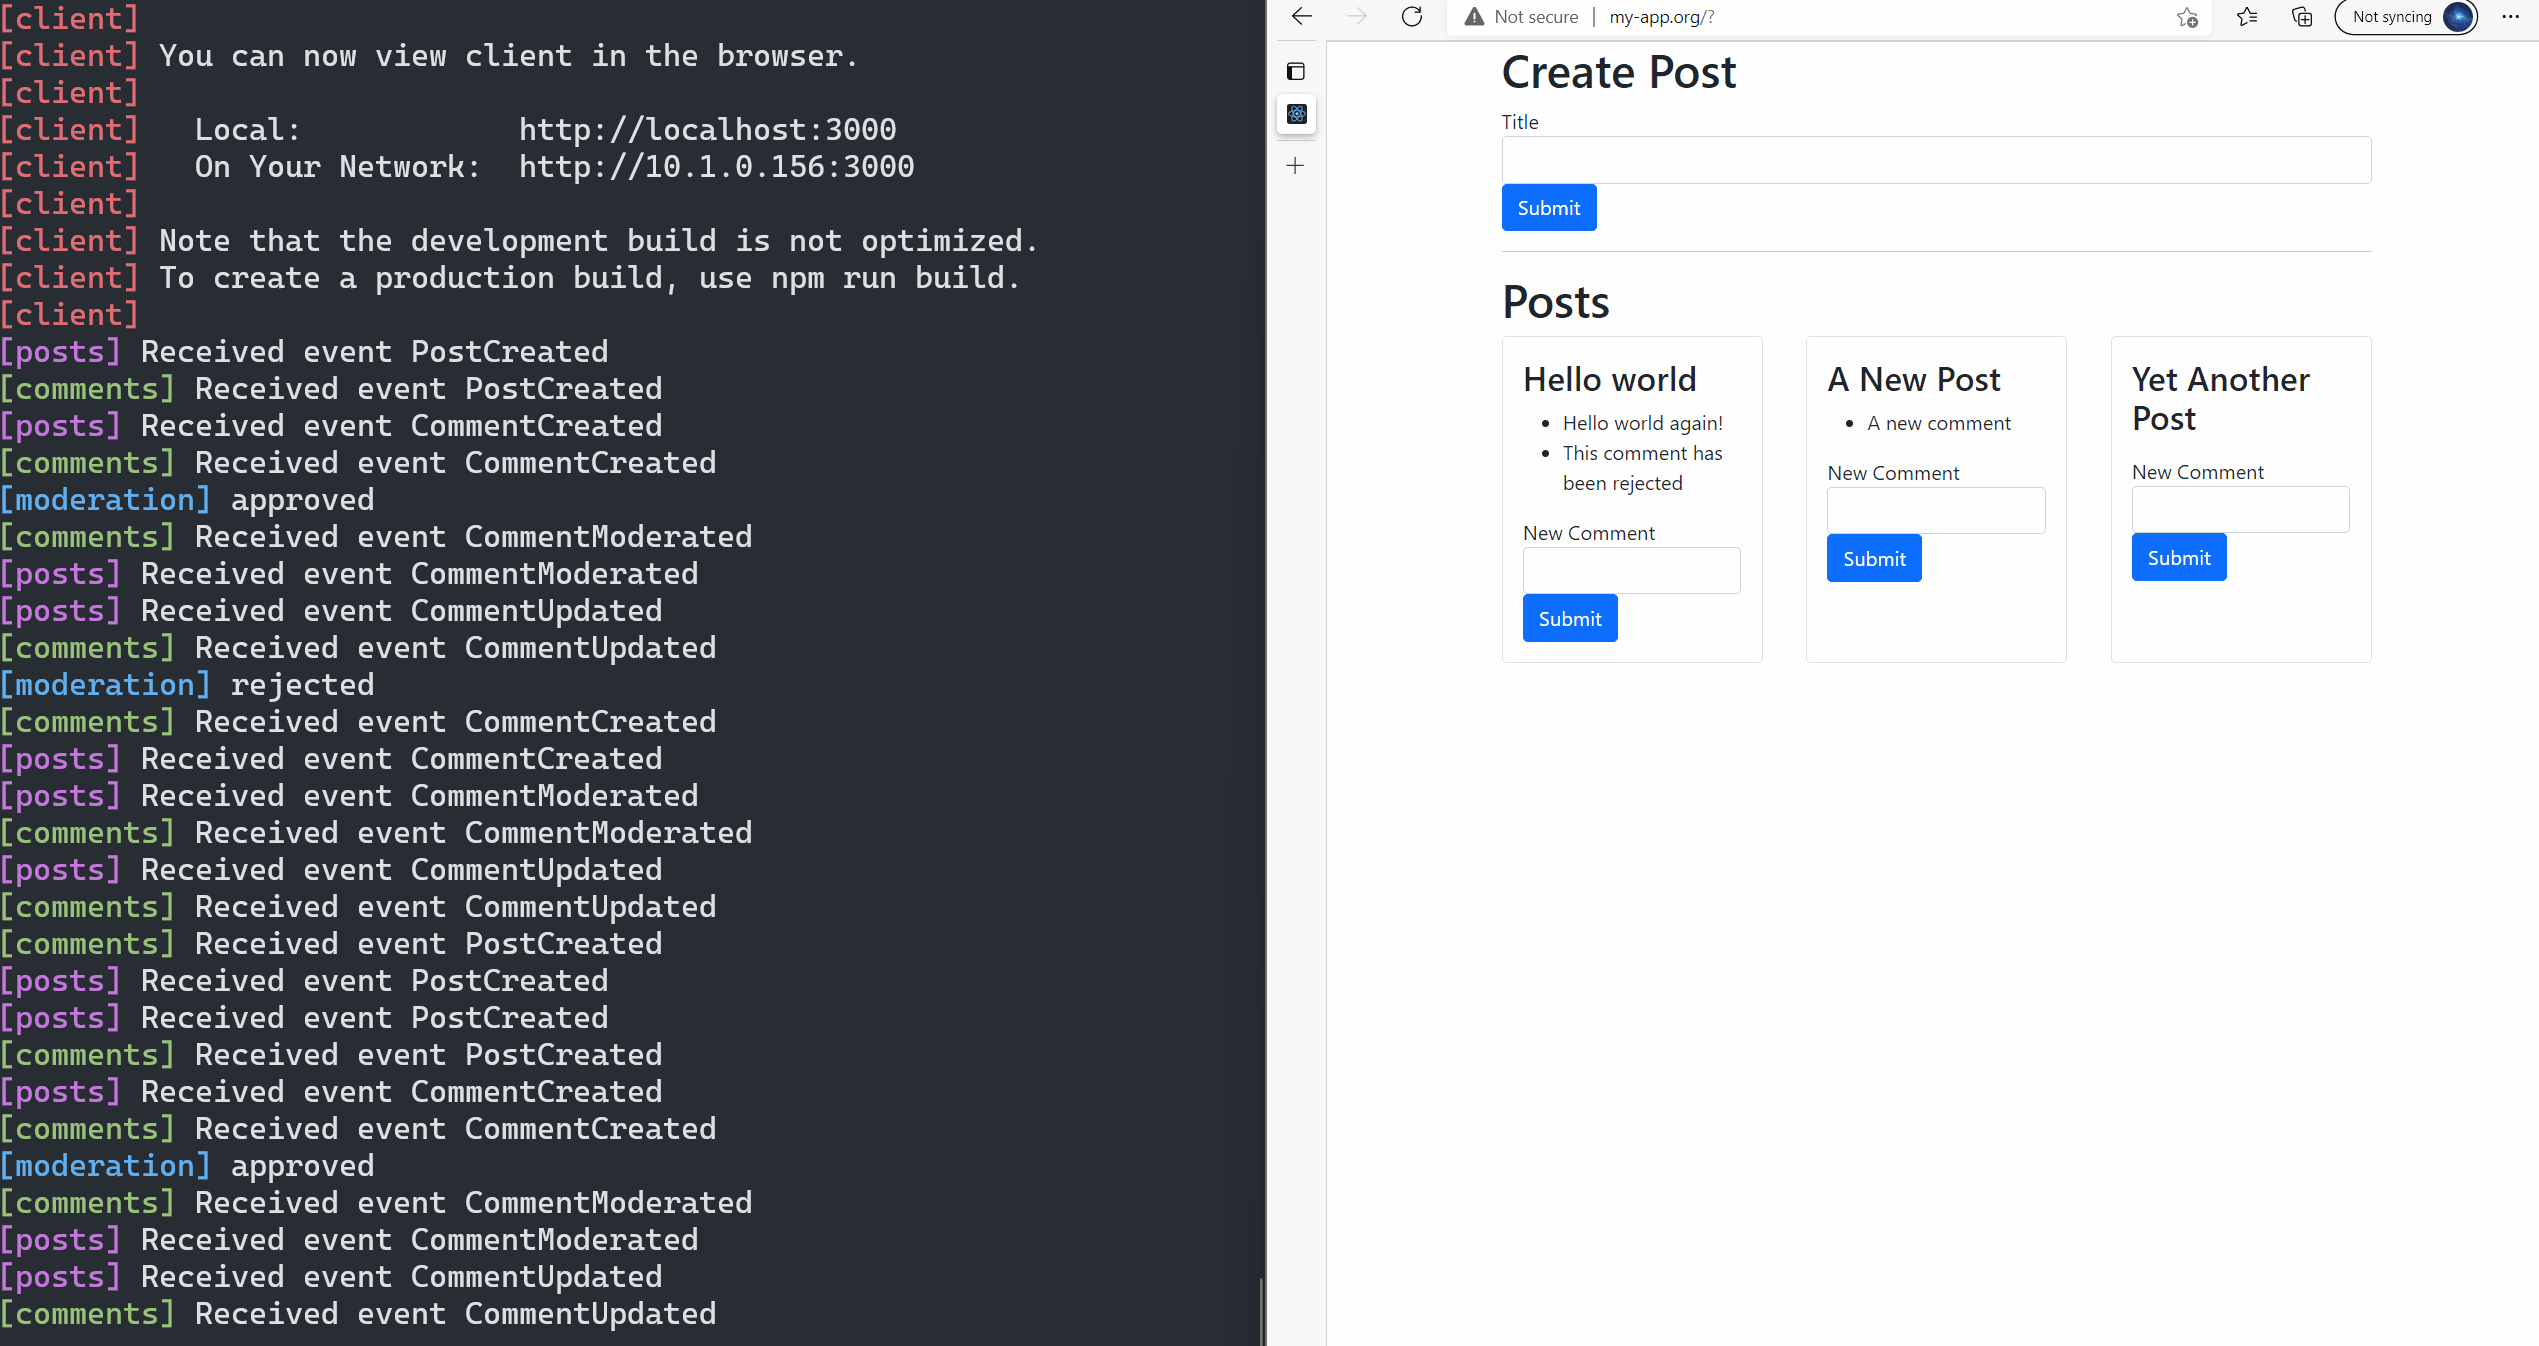 [client]
[client] You can now view client in the browser.
[client]
[client] Local: http://localhost:3000
[client] On Your Network: http://10.1.0.156:3000
[client]
[client] Note that the development build is not optimized.
[client] To create a production build, use npm run build.
[client]
[posts] Received event PostCreated
[comments] Received event PostCreated
[posts] Received event CommentCreated
[comments] Received event CommentCreated
[moderation] approved
[comments] Received event CommentModerated
[posts] Received event CommentModerated
[posts] Received event CommentUpdated
[comments] Received event CommentUpdated
[moderation] rejected
[comments] Received event CommentCreated
[posts] Received event CommentCreated
[posts] Received event CommentModerated
[comments] Received event CommentModerated
[posts] Received event CommentUpdated
[comments] Received event CommentUpdated
[comments] Received event PostCreated
[posts] Received event PostCreated
[posts] Received event PostCreated
[comments] Received event PostCreated
[posts] Received event CommentCreated
[comments] Received event CommentCreated
[moderation] approved
[comments] Received event CommentModerated
[posts] Received event CommentModerated
[posts] Received event CommentUpdated
[comments] Received event CommentUpdated
Not secure | my-app.org/?
Not syncing
Create Post
Title
Submit
Posts
Hello world
• Hello world again!
• This comment has
been rejected
New Comment
Submit
A New Post
• A new comment
New Comment
Submit
Yet Another
Post
New Comment
Submit